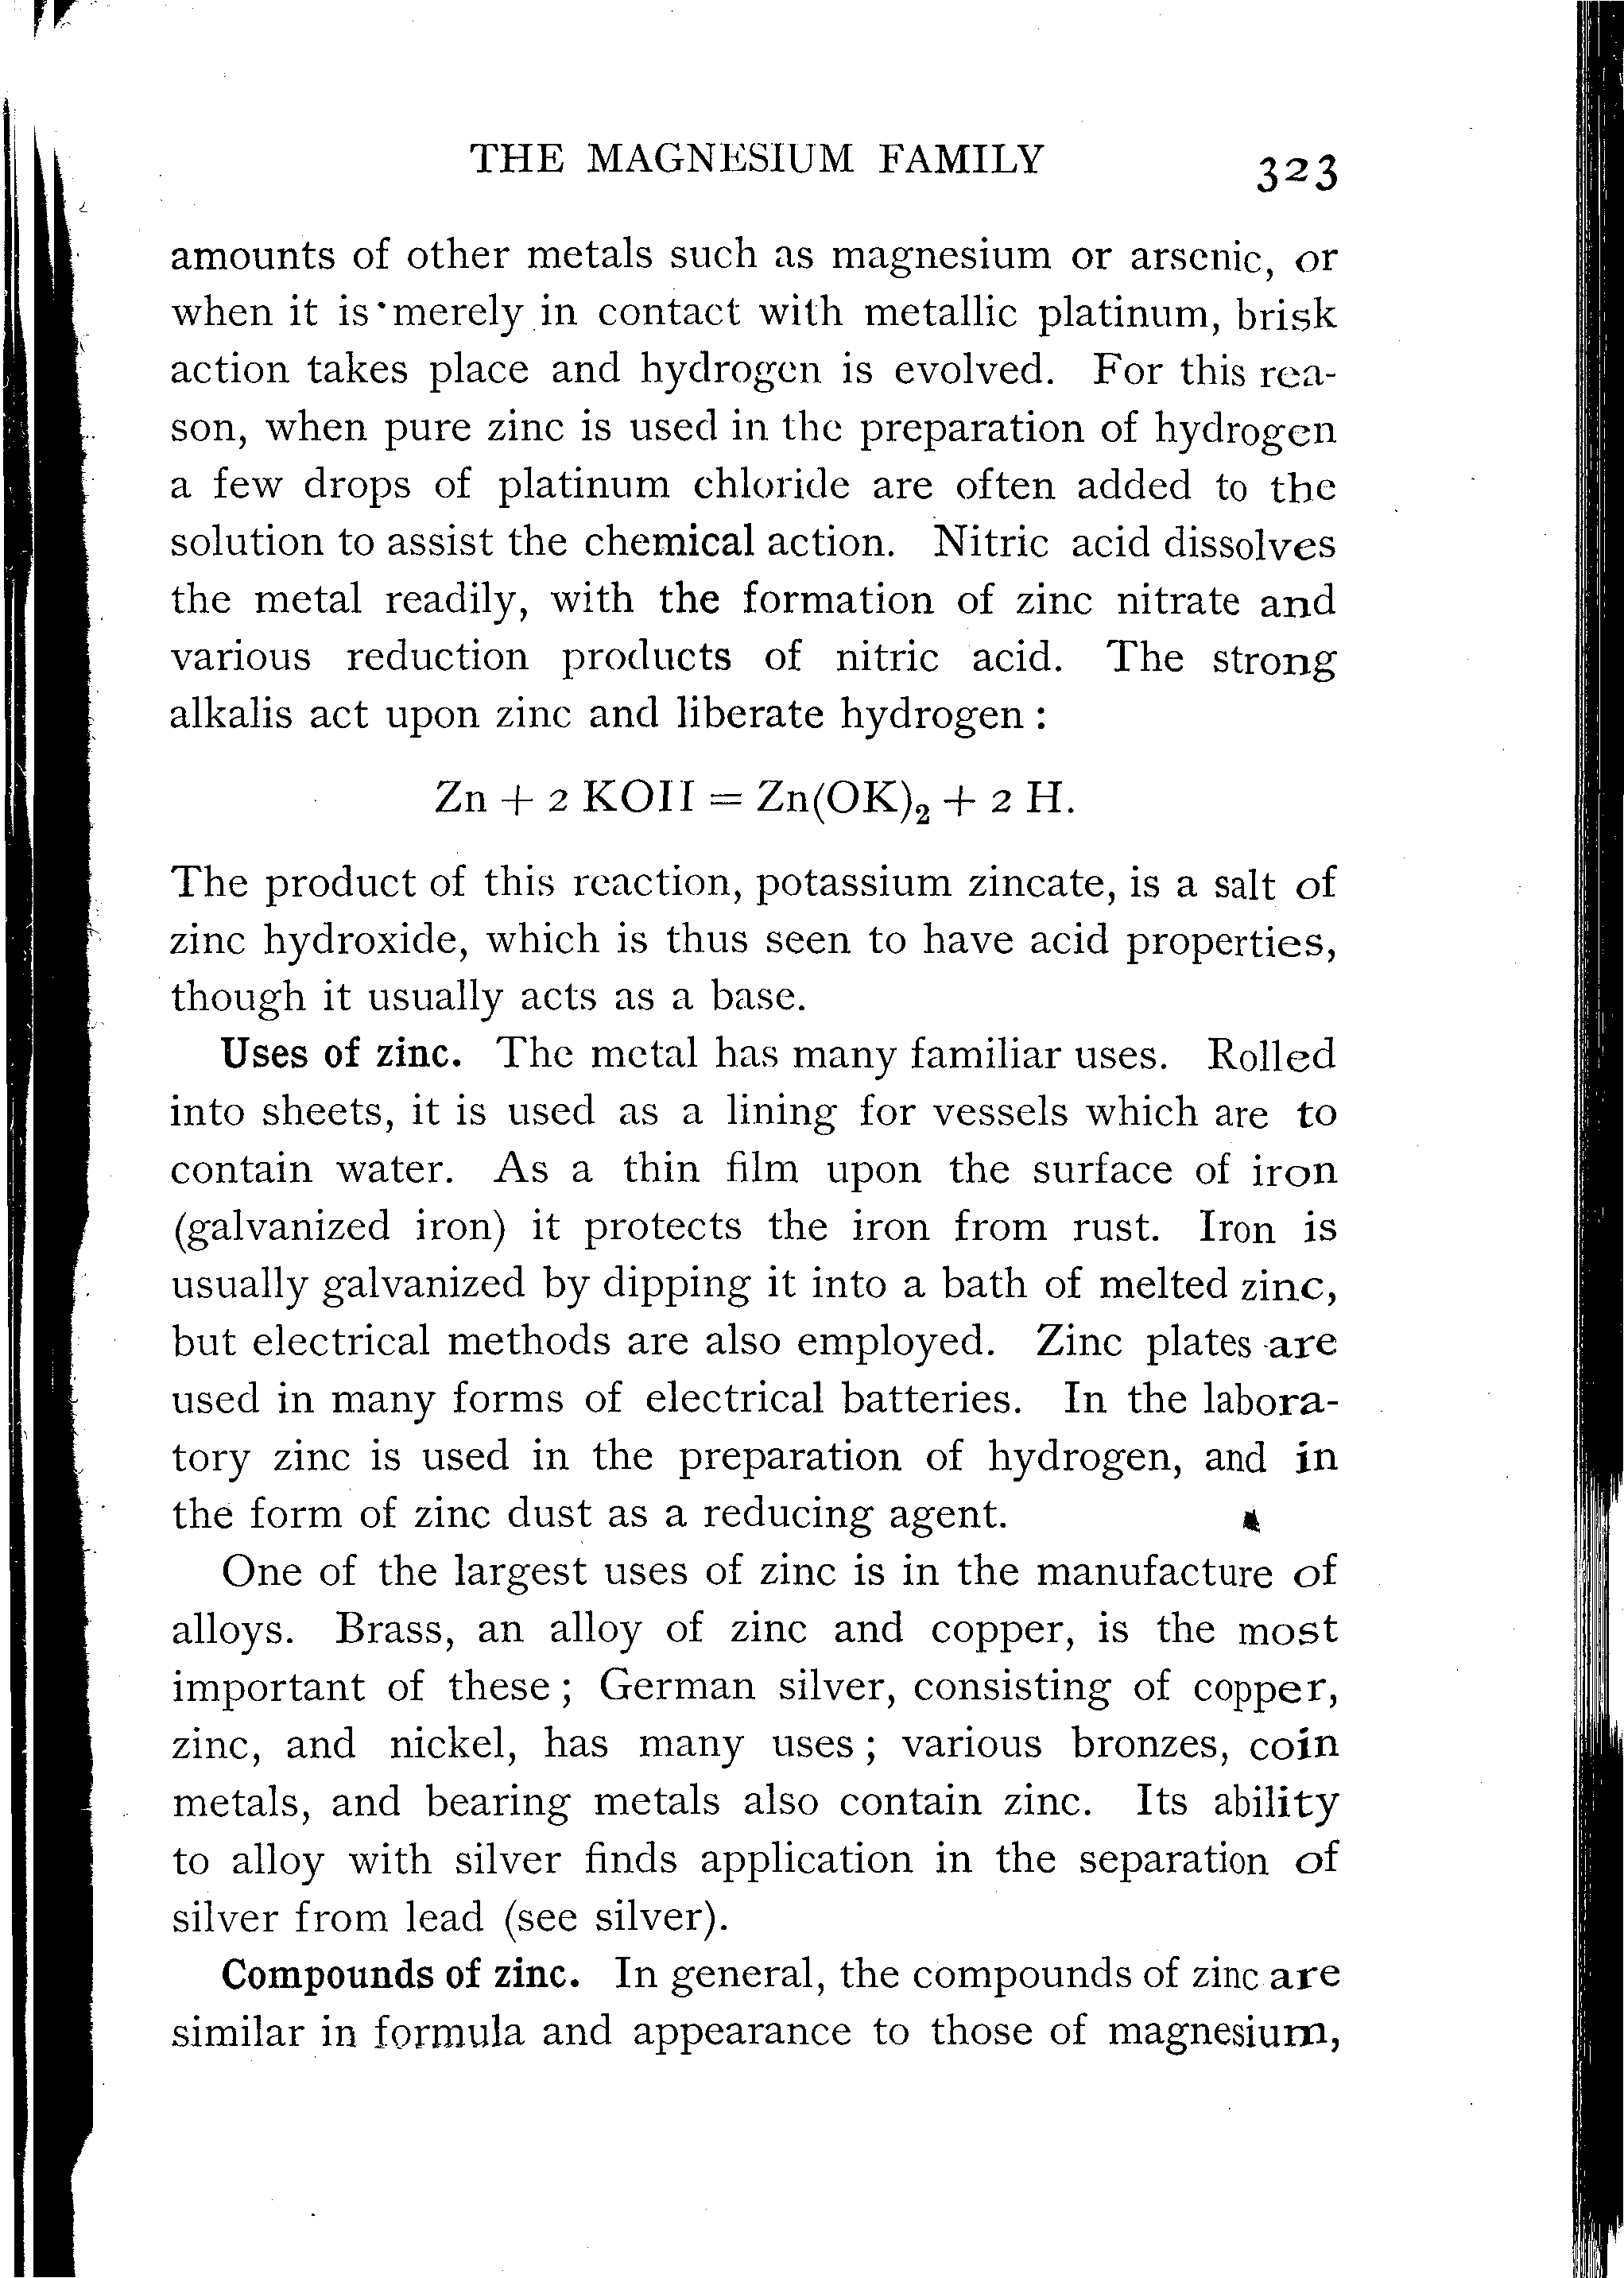 THE MAGNESIUM FAMILY 323
amounts of other metals such as magnesium or arsenic, or
when it is merely in contact with metallic platinum, brisk
action takes place and hydrogen is evolved. For this rea-
son, when pure zinc is used in the preparation of hydrogen
a few drops of platinum chloride are often added to the
solution to assist the chemical action. Nitric acid dissolves
the metal readily, with the formation of zinc nitrate and
various reduction products of nitric acid. The strong
alkalis act upon zinc and liberate hydrogen :
Zn + 2 KOH = Zn(OK)₂ + 2 H.
The product of this reaction, potassium zincate, is a salt of
zinc hydroxide, which is thus seen to have acid properties,
though it usually acts as a base.
Uses of zinc. The metal has many familiar uses. Rolled
into sheets, it is used as a lining for vessels which are to
contain water. As a thin film upon the surface of iron
(galvanized iron) it protects the iron from rust. Iron is
usually galvanized by dipping it into a bath of melted zinc,
but electrical methods are also employed. Zinc plates are
used in many forms of electrical batteries. In the labora-
tory zinc is used in the preparation of hydrogen, and in
the form of zinc dust as a reducing agent.
One of the largest uses of zinc is in the manufacture of
alloys. Brass, an alloy of zinc and copper, is the most
important of these ; German silver, consisting of copper,
zinc, and nickel, has many uses ; various bronzes, coin
metals, and bearing metals also contain zinc. Its ability
to alloy with silver finds application in the separation of
silver from lead (see silver).
Compounds of zinc. In general, the compounds of zinc are
similar in formula and appearance to those of magnesium,